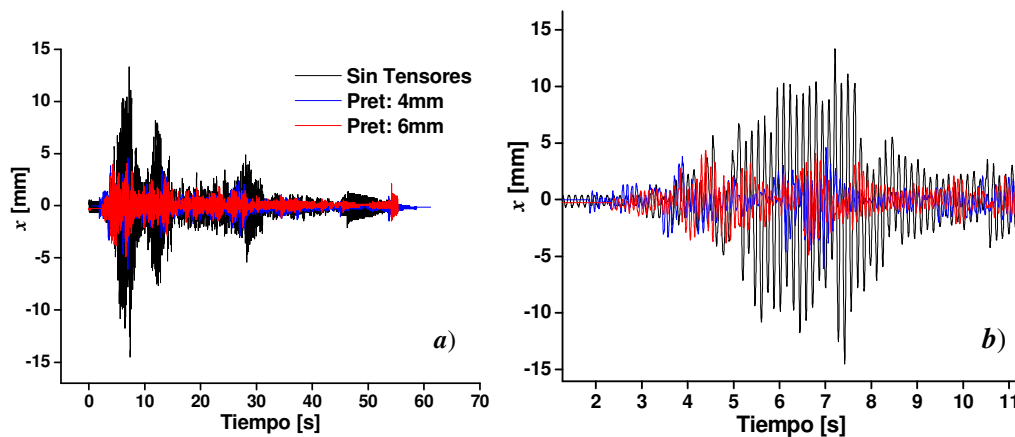 15
10
5
0
-5
-10
-15
x [mm]
0 10 20 30 40 50 60 70
Tiempo [s]
Sin Tensores
Pret: 4mm
Pret: 6mm
a)
15
10
5
0
-5
-10
-15
x [mm]
2 3 4 5 6 7 8 9 10 11
Tiempo [s]
b)